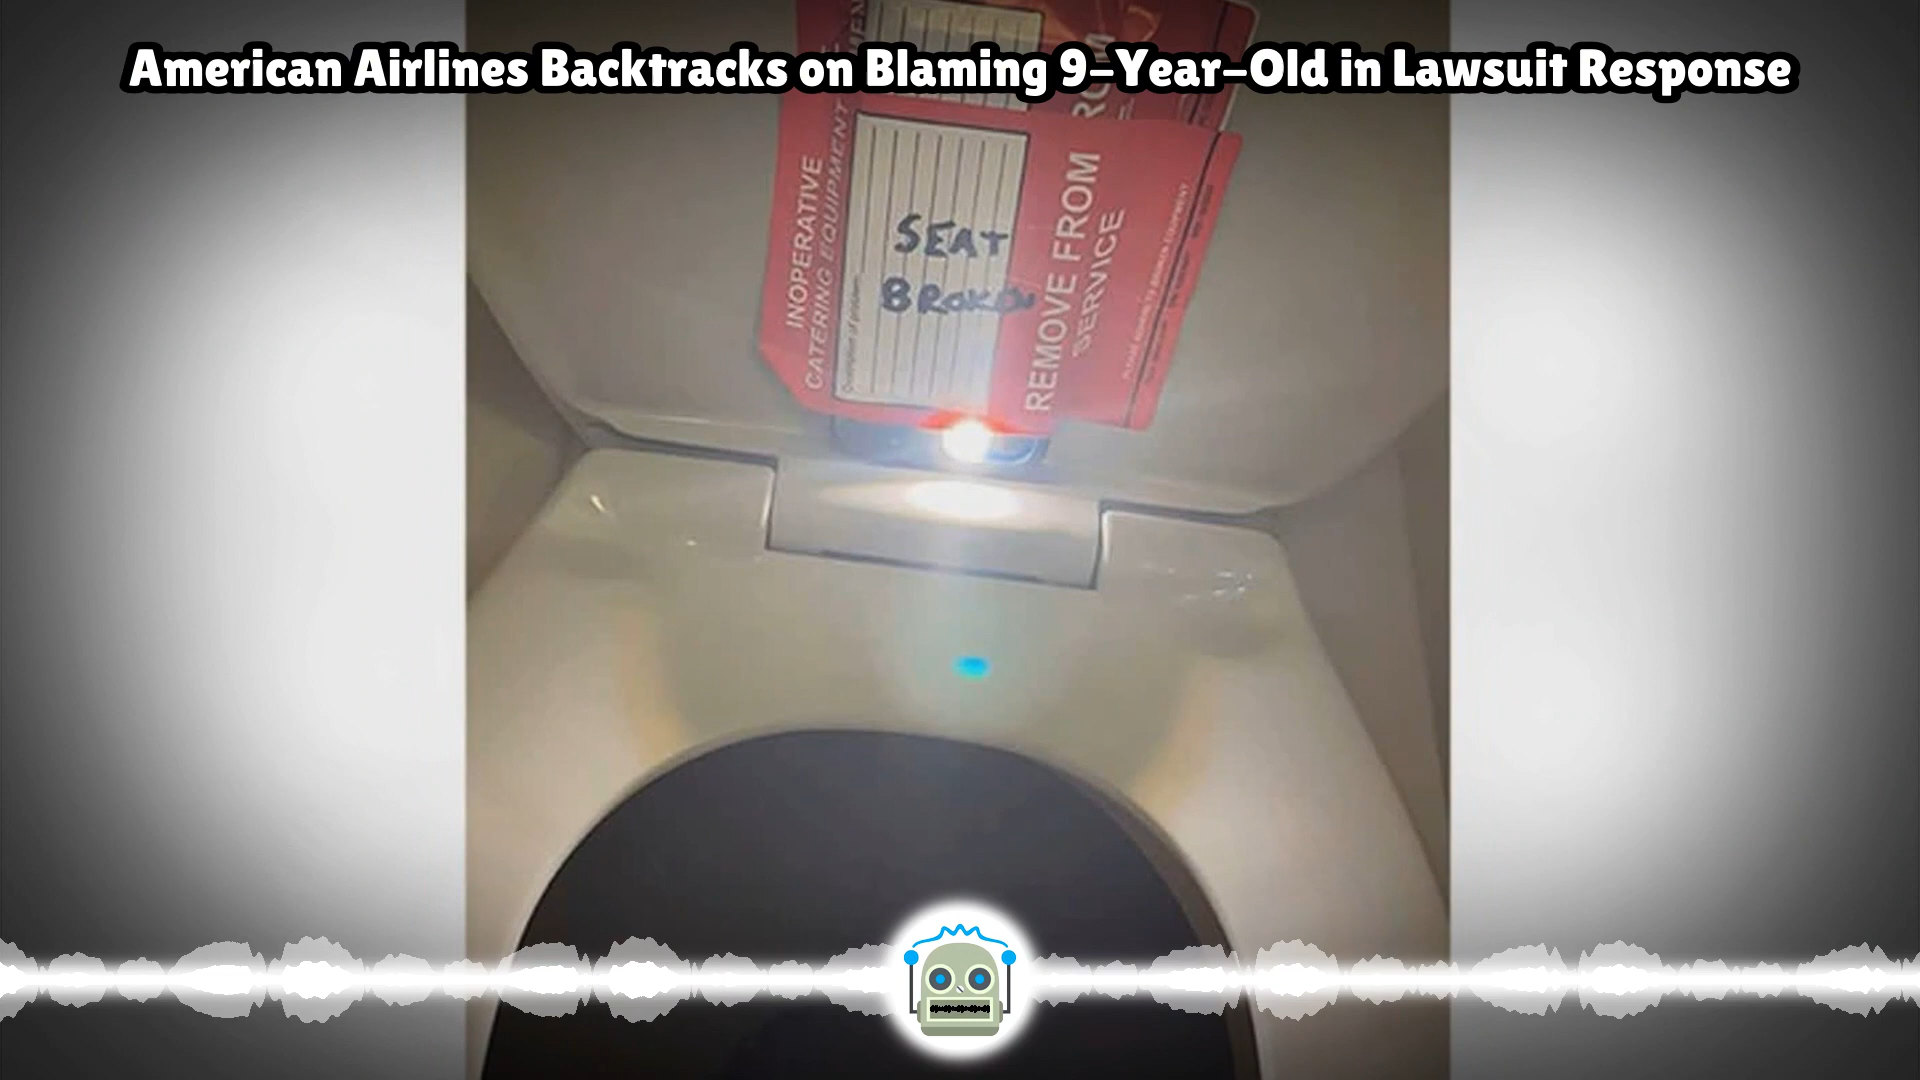 American Airlines Backtracks on Blaming 9-Year-Old in Lawsuit Response
INOPERATIVE
CATERING EQUIPMENT
SEAT
BROKEN
REMOVE FROM
SERVICE